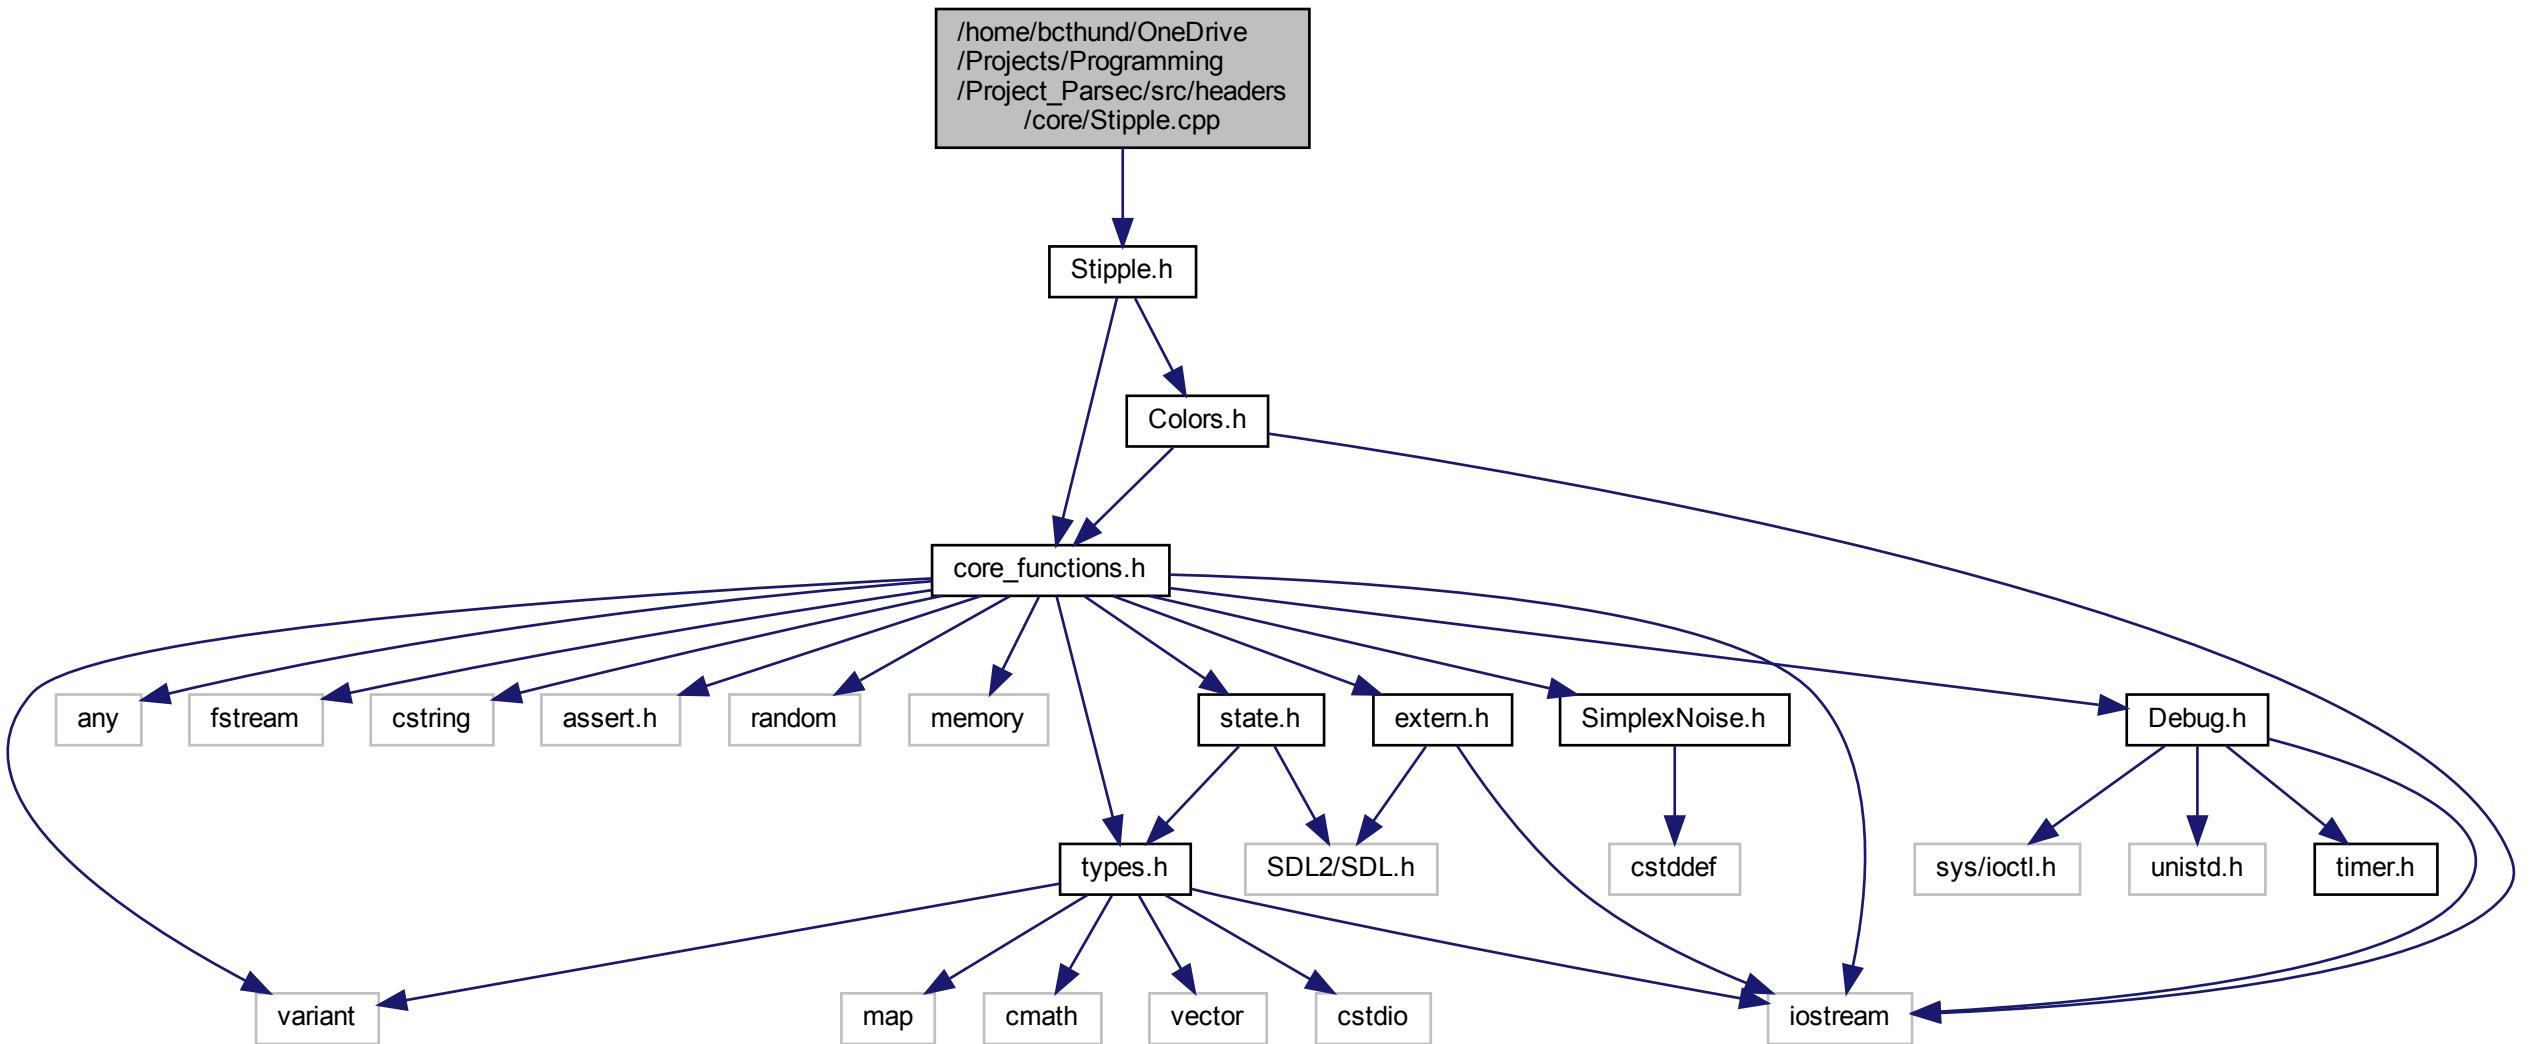 /home/bcthund/OneDrive
/Projects/Programming
/Project_Parsec/src/headers
/core/Stipple.cpp
Stipple.h
Colors.h
core_functions.h
any
fstream
cstring
assert.h
random
memory
state.h
extern.h
SimplexNoise.h
Debug.h
types.h
SDL2/SDL.h
cstddef
sys/ioctl.h
unistd.h
timer.h
variant
map
cmath
vector
cstdio
iostream